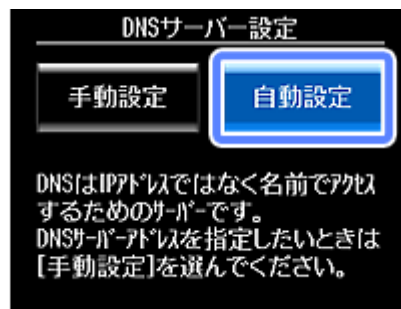 DNSサーバー設定
手動設定
自動設定
DNSはIPｱﾄﾞﾚｽではなく名前でｱｸｾｽ
するためのｻｰﾊﾞｰです。
DNSｻｰﾊﾞｰｱﾄﾞﾚｽを指定したいときは
[手動設定]を選んでください。